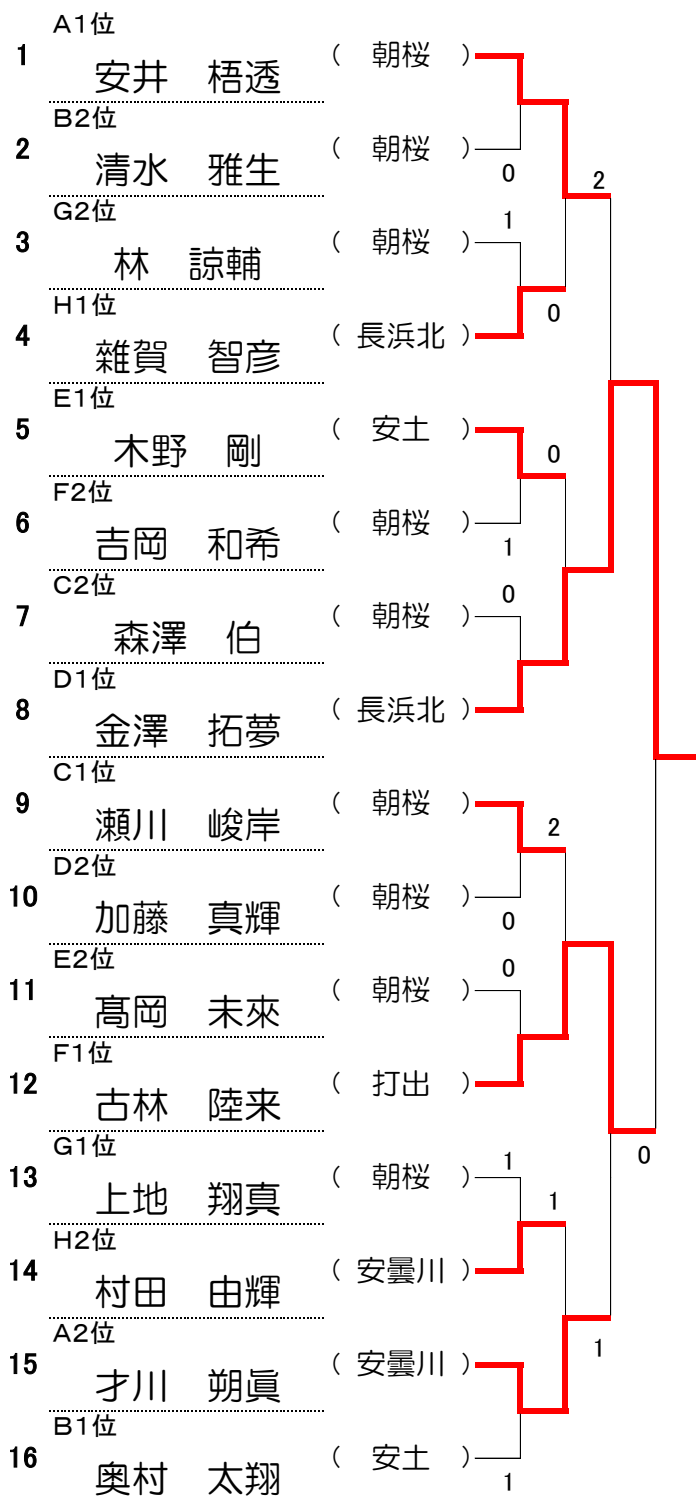 A1位
1 安井　梧透 （ 朝桜 ）
B2位
2 清水　雅生 （ 朝桜 ）
0
2
G2位
1
3 林　諒輔 （ 朝桜 ）
H1位
0
4 雜賀　智彦 （ 長浜北 ）
E1位
5 木野　剛 （ 安土 ）
0
F2位
6 吉岡　和希 （ 朝桜 ）
1
C2位
0
7 森澤　伯 （ 朝桜 ）
D1位
8 金澤　拓夢 （ 長浜北 ）
C1位
9 瀬川　峻岸 （ 朝桜 ）
2
D2位
10 加藤　真輝 （ 朝桜 ）
0
E2位
0
11 髙岡　未來 （ 朝桜 ）
F1位
12 古林　陸来 （ 打出 ）
G1位
0
1
13 上地　翔真 （ 朝桜 ）
1
H2位
14 村田　由輝 （ 安曇川 ）
A2位
1
15 才川　朔眞 （ 安曇川 ）
B1位
16 奥村　太翔 （ 安土 ）
1